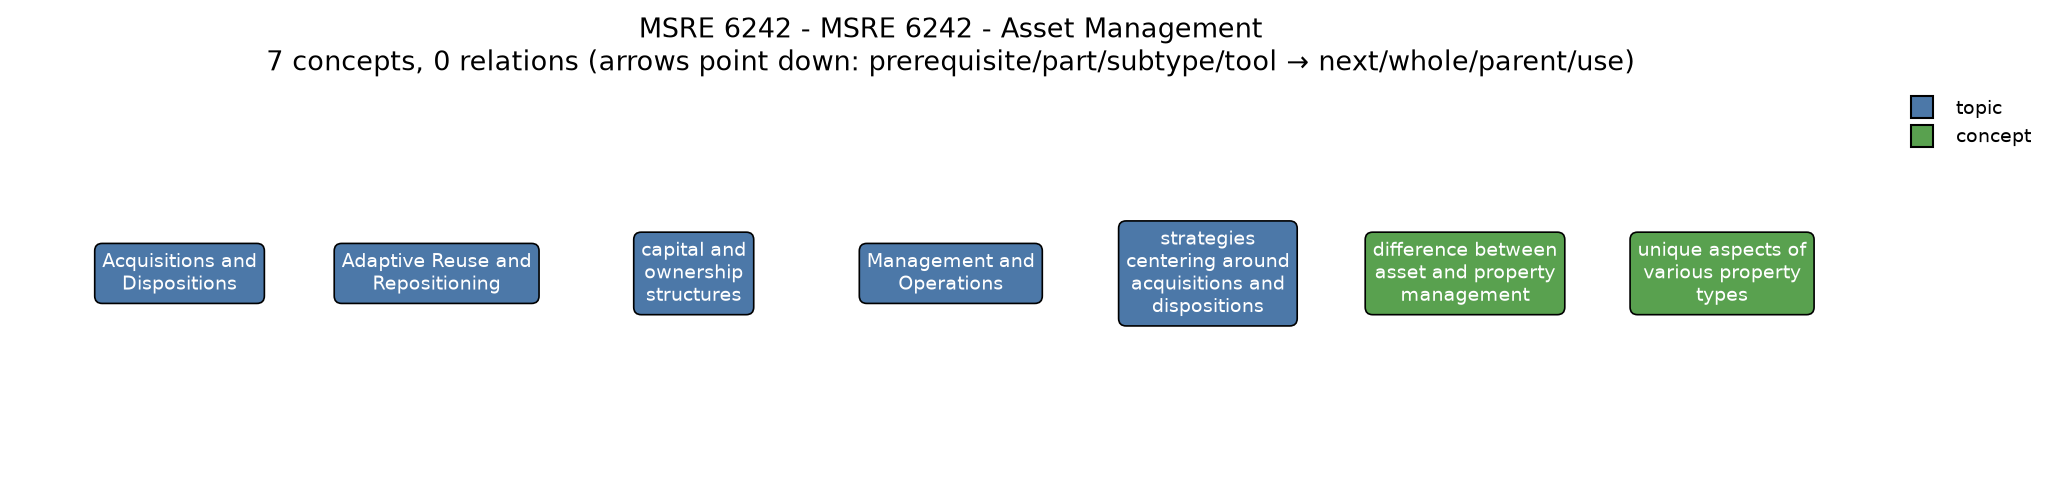 MSRE 6242 - MSRE 6242 - Asset Management
7 concepts, 0 relations (arrows point down: prerequisite/part/subtype/tool → next/whole/parent/use)
topic
concept
Acquisitions and
Dispositions
Adaptive Reuse and
Repositioning
capital and
ownership
structures
Management and
Operations
strategies
centering around
acquisitions and
dispositions
difference between
asset and property
management
unique aspects of
various property
types